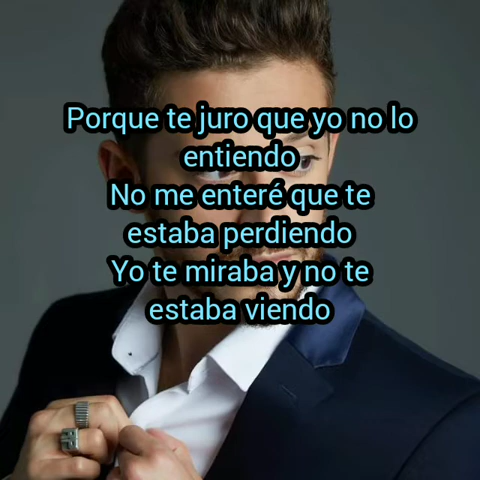 Porque te juro que yo no lo
entiendo
No me enteré que te
estaba perdiendo
Yo te miraba y no te
estaba viendo